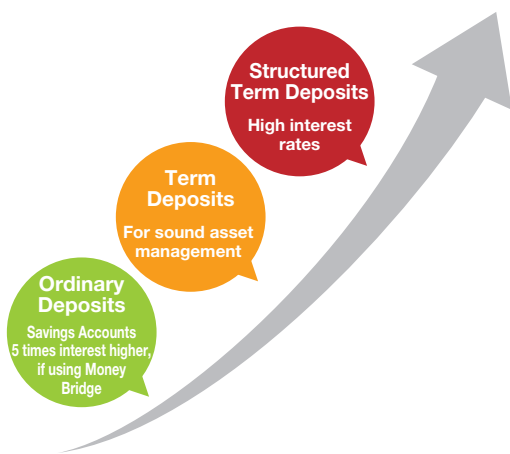 Structured
Term Deposits
High interest
rates
Term
Deposits
For sound asset
management
Ordinary
Deposits
Savings Accounts
5 times interest higher,
if using Money
Bridge